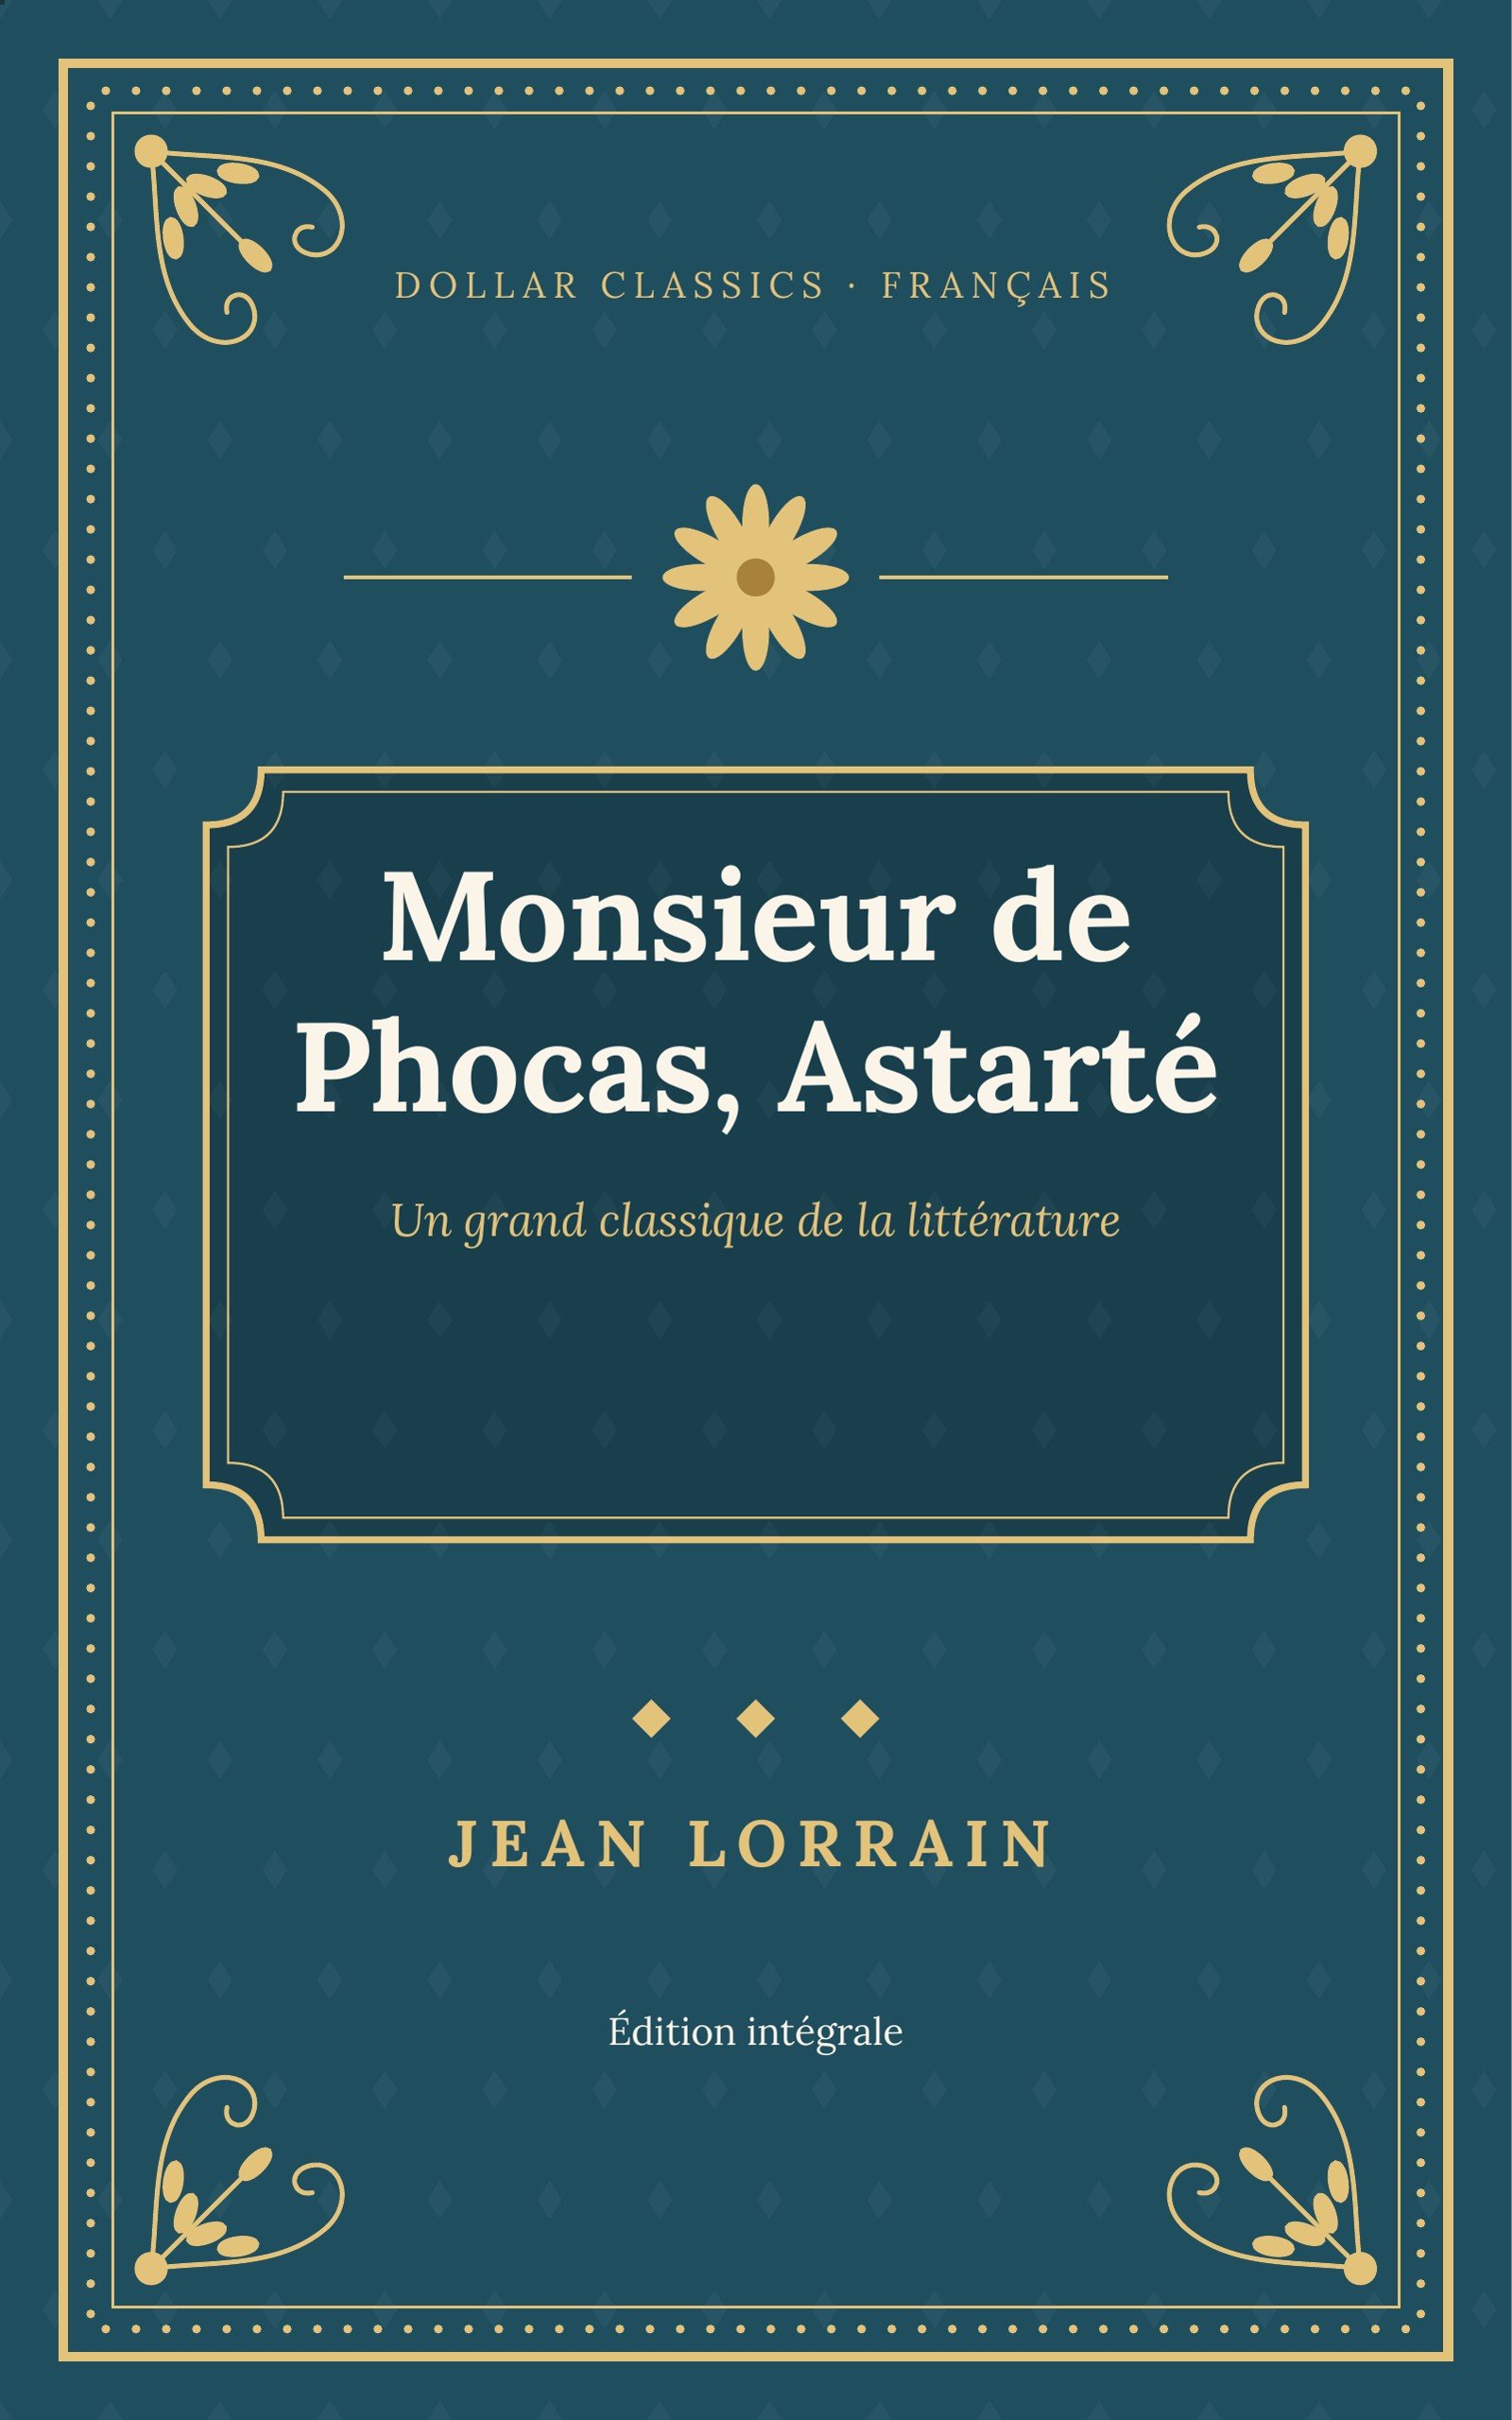 DOLLAR CLASSICS · FRANÇAIS
Monsieur de
Phocas, Astarté
Un grand classique de la littérature
JEAN LORRAIN
Édition intégrale